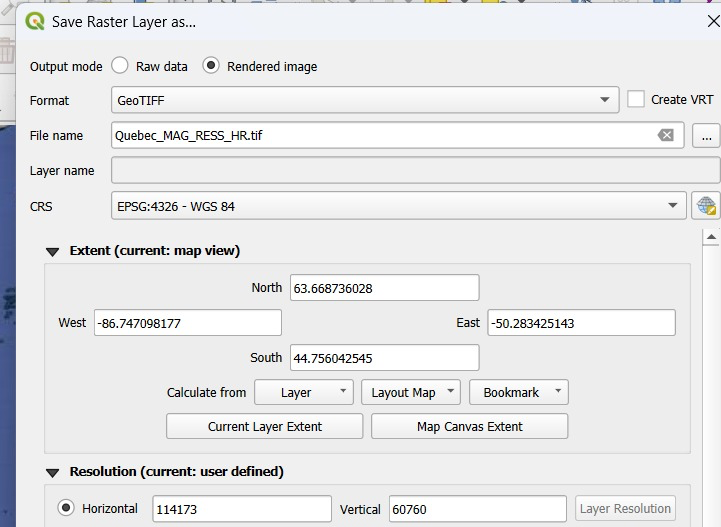 Save Raster Layer as...
Output mode Raw data Rendered image
Format GeoTIFF Create VRT
File name Quebec_MAG_RESS_HR.tif ...
Layer name
CRS EPSG:4326 - WGS 84
Extent (current: map view)
North 63.668736028
West -86.747098177 East -50.283425143
South 44.756042545
Calculate from Layer Layout Map Bookmark
Current Layer Extent Map Canvas Extent
Resolution (current: user defined)
Horizontal 114173 Vertical 60760 Layer Resolution